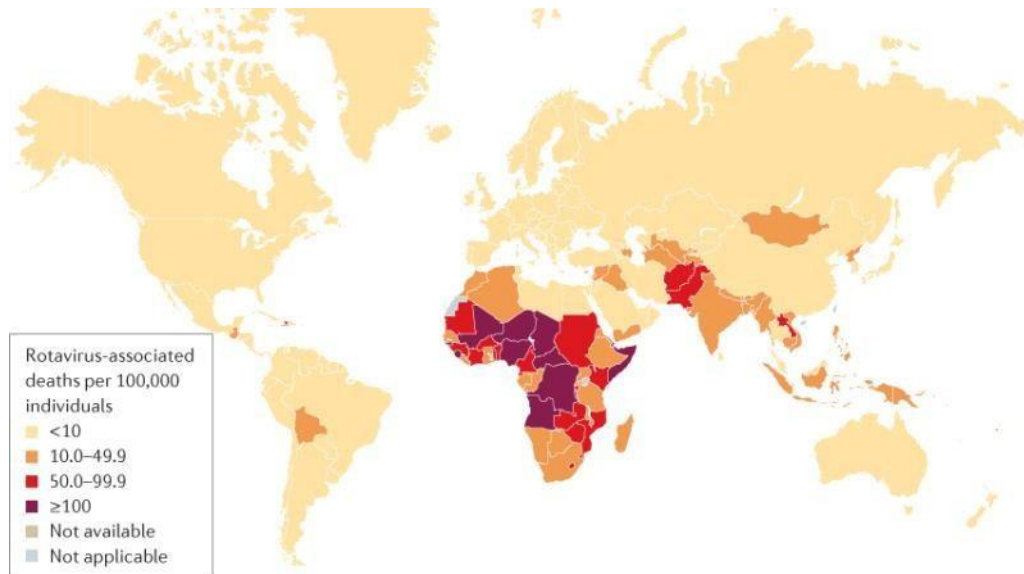 Rotavirus-associated
deaths per 100,000
individuals
<10
10.0–49.9
50.0–99.9
≥100
Not available
Not applicable